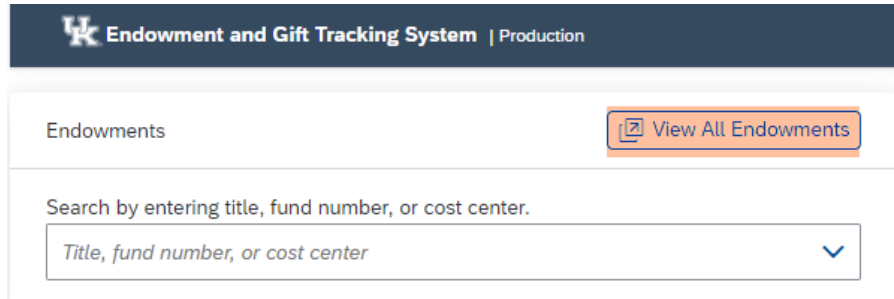 UK Endowment and Gift Tracking System | Production
Endowments View All Endowments
Search by entering title, fund number, or cost center.
Title, fund number, or cost center